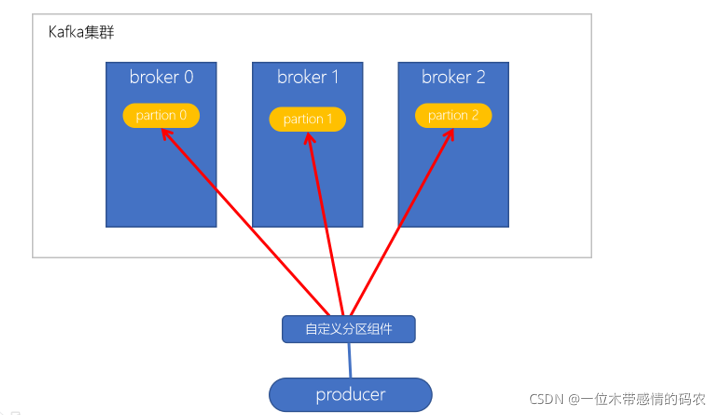 Kafka集群
broker 0
broker 1
broker 2
partion 0
partion 1
partion 2
自定义分区组件
producer
CSDN @一位木带感情的码农